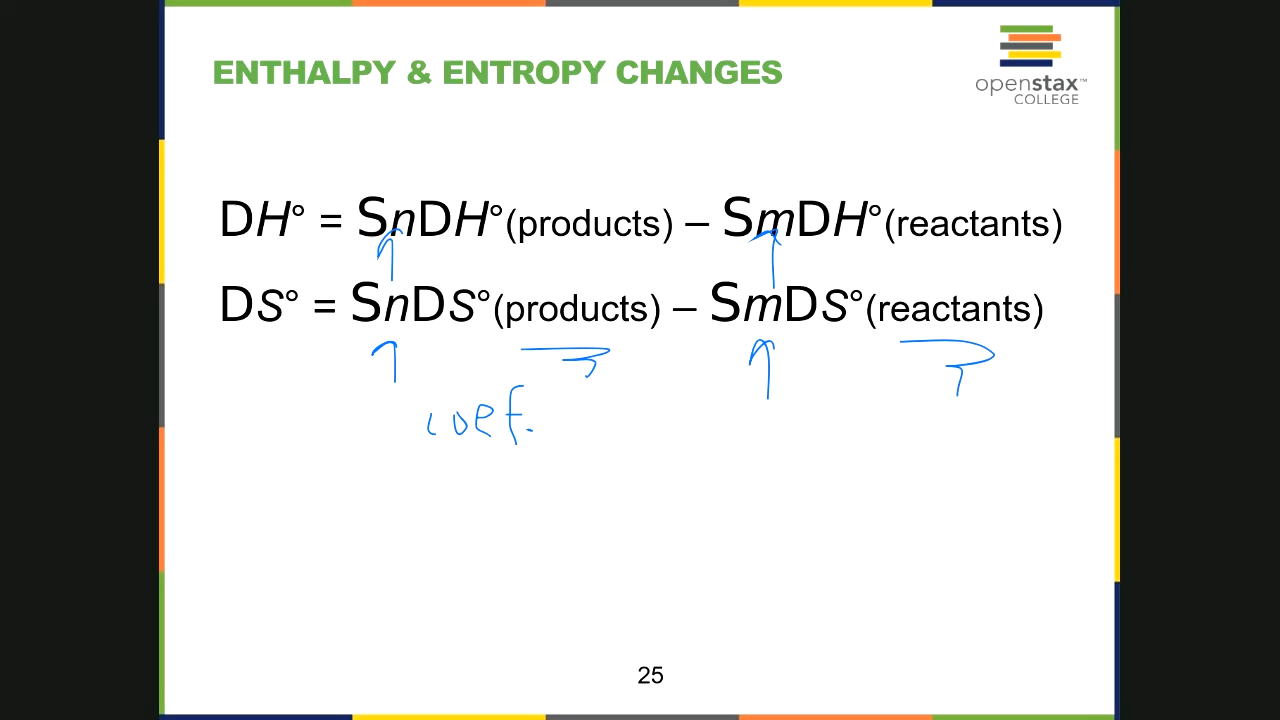 ENTHALPY & ENTROPY CHANGES
openstax™
COLLEGE
DH° = SnDH°(products) – SmDH°(reactants)
DS° = SnDS°(products) – SmDS°(reactants)
coef.
25